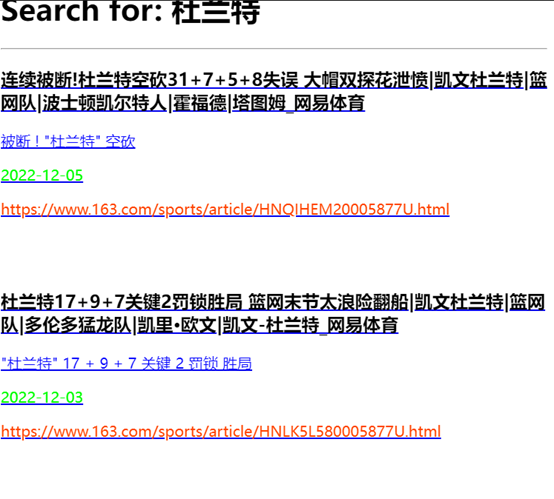 Search for: 杜兰特
连续被断!杜兰特空砍31+7+5+8失误 大帽双探花泄愤|凯文杜兰特|篮
网队|波士顿凯尔特人|霍福德|塔图姆_网易体育
被断 ! "杜兰特" 空砍
2022-12-05
https://www.163.com/sports/article/HNQIHEM20005877U.html
杜兰特17+9+7关键2罚锁胜局 篮网末节太浪险翻船|凯文杜兰特|篮网
队|多伦多猛龙队|凯里·欧文|凯文-杜兰特_网易体育
"杜兰特" 17 + 9 + 7 关键 2 罚锁 胜局
2022-12-03
https://www.163.com/sports/article/HNLK5L580005877U.html